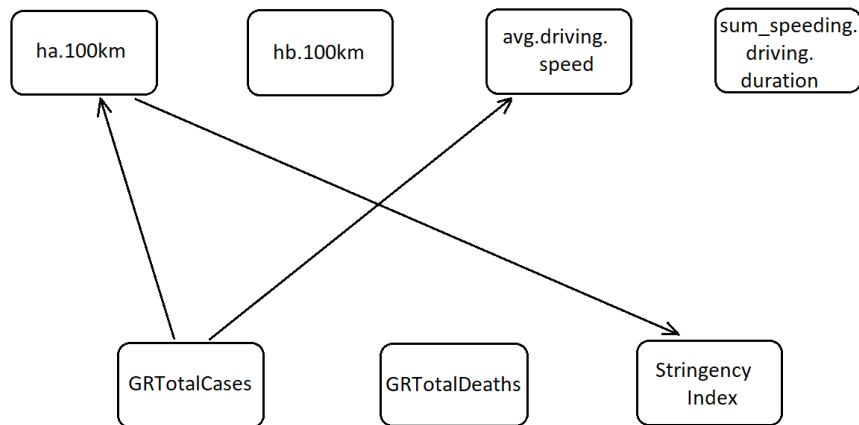 ha.100km
hb.100km
avg.driving.
speed
sum_speeding.
driving.
duration
GRTotalCases
GRTotalDeaths
Stringency
Index